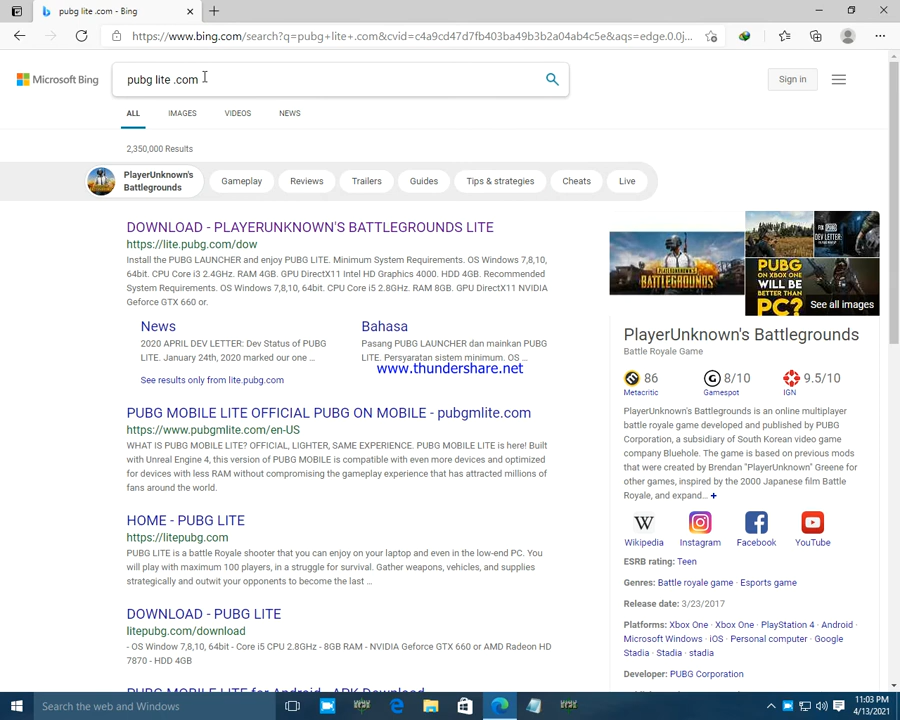 pubg lite .com - Bing
https://www.bing.com/search?q=pubg+lite+.com&cvid=c4a9cd47d7fb403ba49b3b2a04ab4c5e&aqs=edge.0.0j...
Microsoft Bing
pubg lite .com
Sign in
ALL
IMAGES
VIDEOS
NEWS
2,350,000 Results
PlayerUnknown's
Battlegrounds
Gameplay
Reviews
Trailers
Guides
Tips & strategies
Cheats
Live
DOWNLOAD - PLAYERUNKNOWN'S BATTLEGROUNDS LITE
https://lite.pubg.com/dow
Install the PUBG LAUNCHER and enjoy PUBG LITE. Minimum System Requirements. OS Windows 7,8,10,
64bit. CPU Core i3 2.4GHz. RAM 4GB. GPU DirectX11 Intel HD Graphics 4000. HDD 4GB. Recommended
System Requirements. OS Windows 7,8,10, 64bit. CPU Core i5 2.8GHz. RAM 8GB. GPU DirectX11 NVIDIA
Geforce GTX 660 or.
News
2020 APRIL DEV LETTER: Dev Status of PUBG
LITE. January 24th, 2020 marked our one ...
Bahasa
Pasang PUBG LAUNCHER dan mainkan PUBG
LITE. Persyaratan sistem minimum. OS ...
www.thundershare.net
See results only from lite.pubg.com
PUBG MOBILE LITE OFFICIAL PUBG ON MOBILE - pubgmlite.com
https://www.pubgmlite.com/en-US
WHAT IS PUBG MOBILE LITE? OFFICIAL, LIGHTER, SAME EXPERIENCE. PUBG MOBILE LITE is here! Built
with Unreal Engine 4, this version of PUBG MOBILE is compatible with even more devices and optimized
for devices with less RAM without compromising the gameplay experience that has attracted millions of
fans around the world.
HOME - PUBG LITE
https://litepubg.com
PUBG LITE is a battle Royale shooter that you can enjoy on your laptop and even in the low-end PC. You
will play with maximum 100 players, in a struggle for survival. Gather weapons, vehicles, and supplies
strategically and outwit your opponents to become the last ...
DOWNLOAD - PUBG LITE
litepubg.com/download
- OS Window 7,8,10, 64bit - Core i5 CPU 2.8GHz - 8GB RAM - NVIDIA Geforce GTX 660 or AMD Radeon HD
7870 - HDD 4GB
PUBG MOBILE LITE for Android - APK Download
PLAYERUNKNOWN'S
BATTLEGROUNDS
DEV LETTER:
PUBG
ON XBOX ONE
WILL BE
BETTER THAN
PC?
See all images
PlayerUnknown's Battlegrounds
Battle Royale Game
86
Metacritic
8/10
Gamespot
9.5/10
IGN
PlayerUnknown's Battlegrounds is an online multiplayer
battle royale game developed and published by PUBG
Corporation, a subsidiary of South Korean video game
company Bluehole. The game is based on previous mods
that were created by Brendan "PlayerUnknown" Greene for
other games, inspired by the 2000 Japanese film Battle
Royale, and expand... +
Wikipedia
Instagram
Facebook
YouTube
ESRB rating: Teen
Genres: Battle royale game · Esports game
Release date: 3/23/2017
Platforms: Xbox One · Xbox One · PlayStation 4 · Android ·
Microsoft Windows · iOS · Personal computer · Google
Stadia · Stadia · stadia
Developer: PUBG Corporation
Search the web and Windows
11:03 PM
4/13/2021